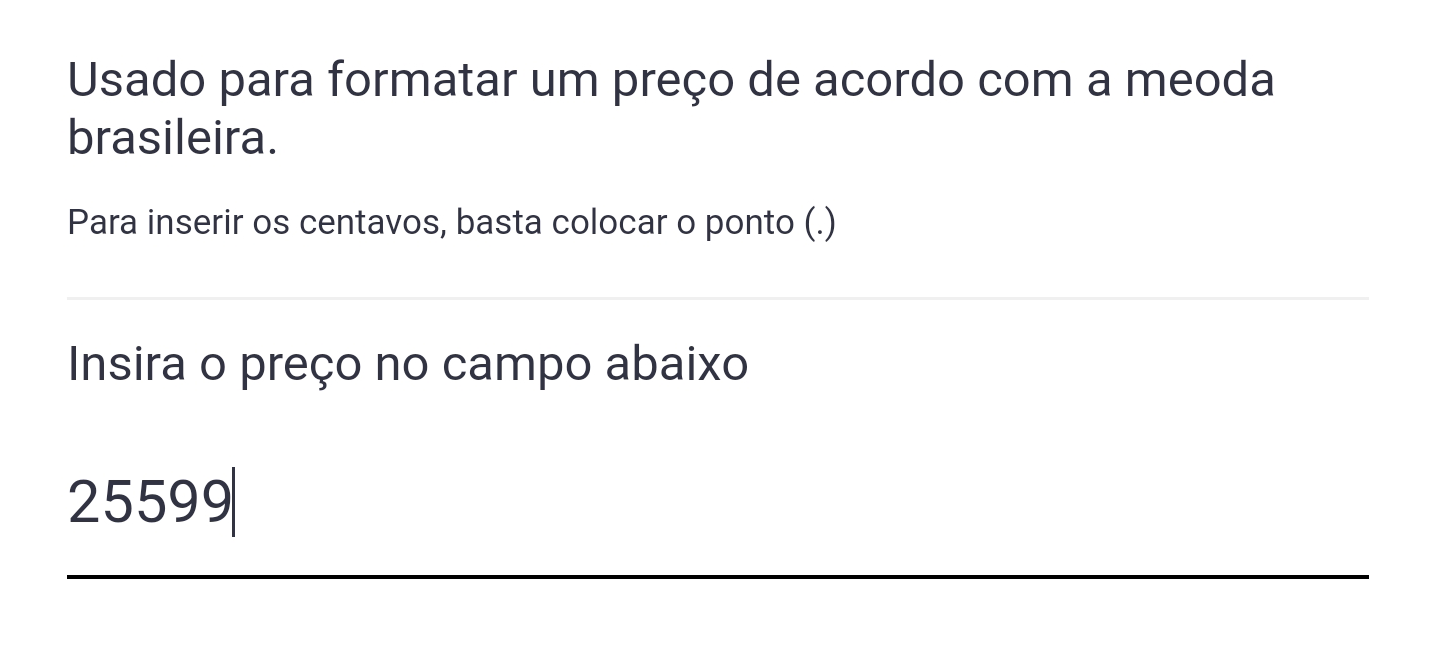 Usado para formatar um preço de acordo com a meoda
brasileira.
Para inserir os centavos, basta colocar o ponto (.)
Insira o preço no campo abaixo
25599